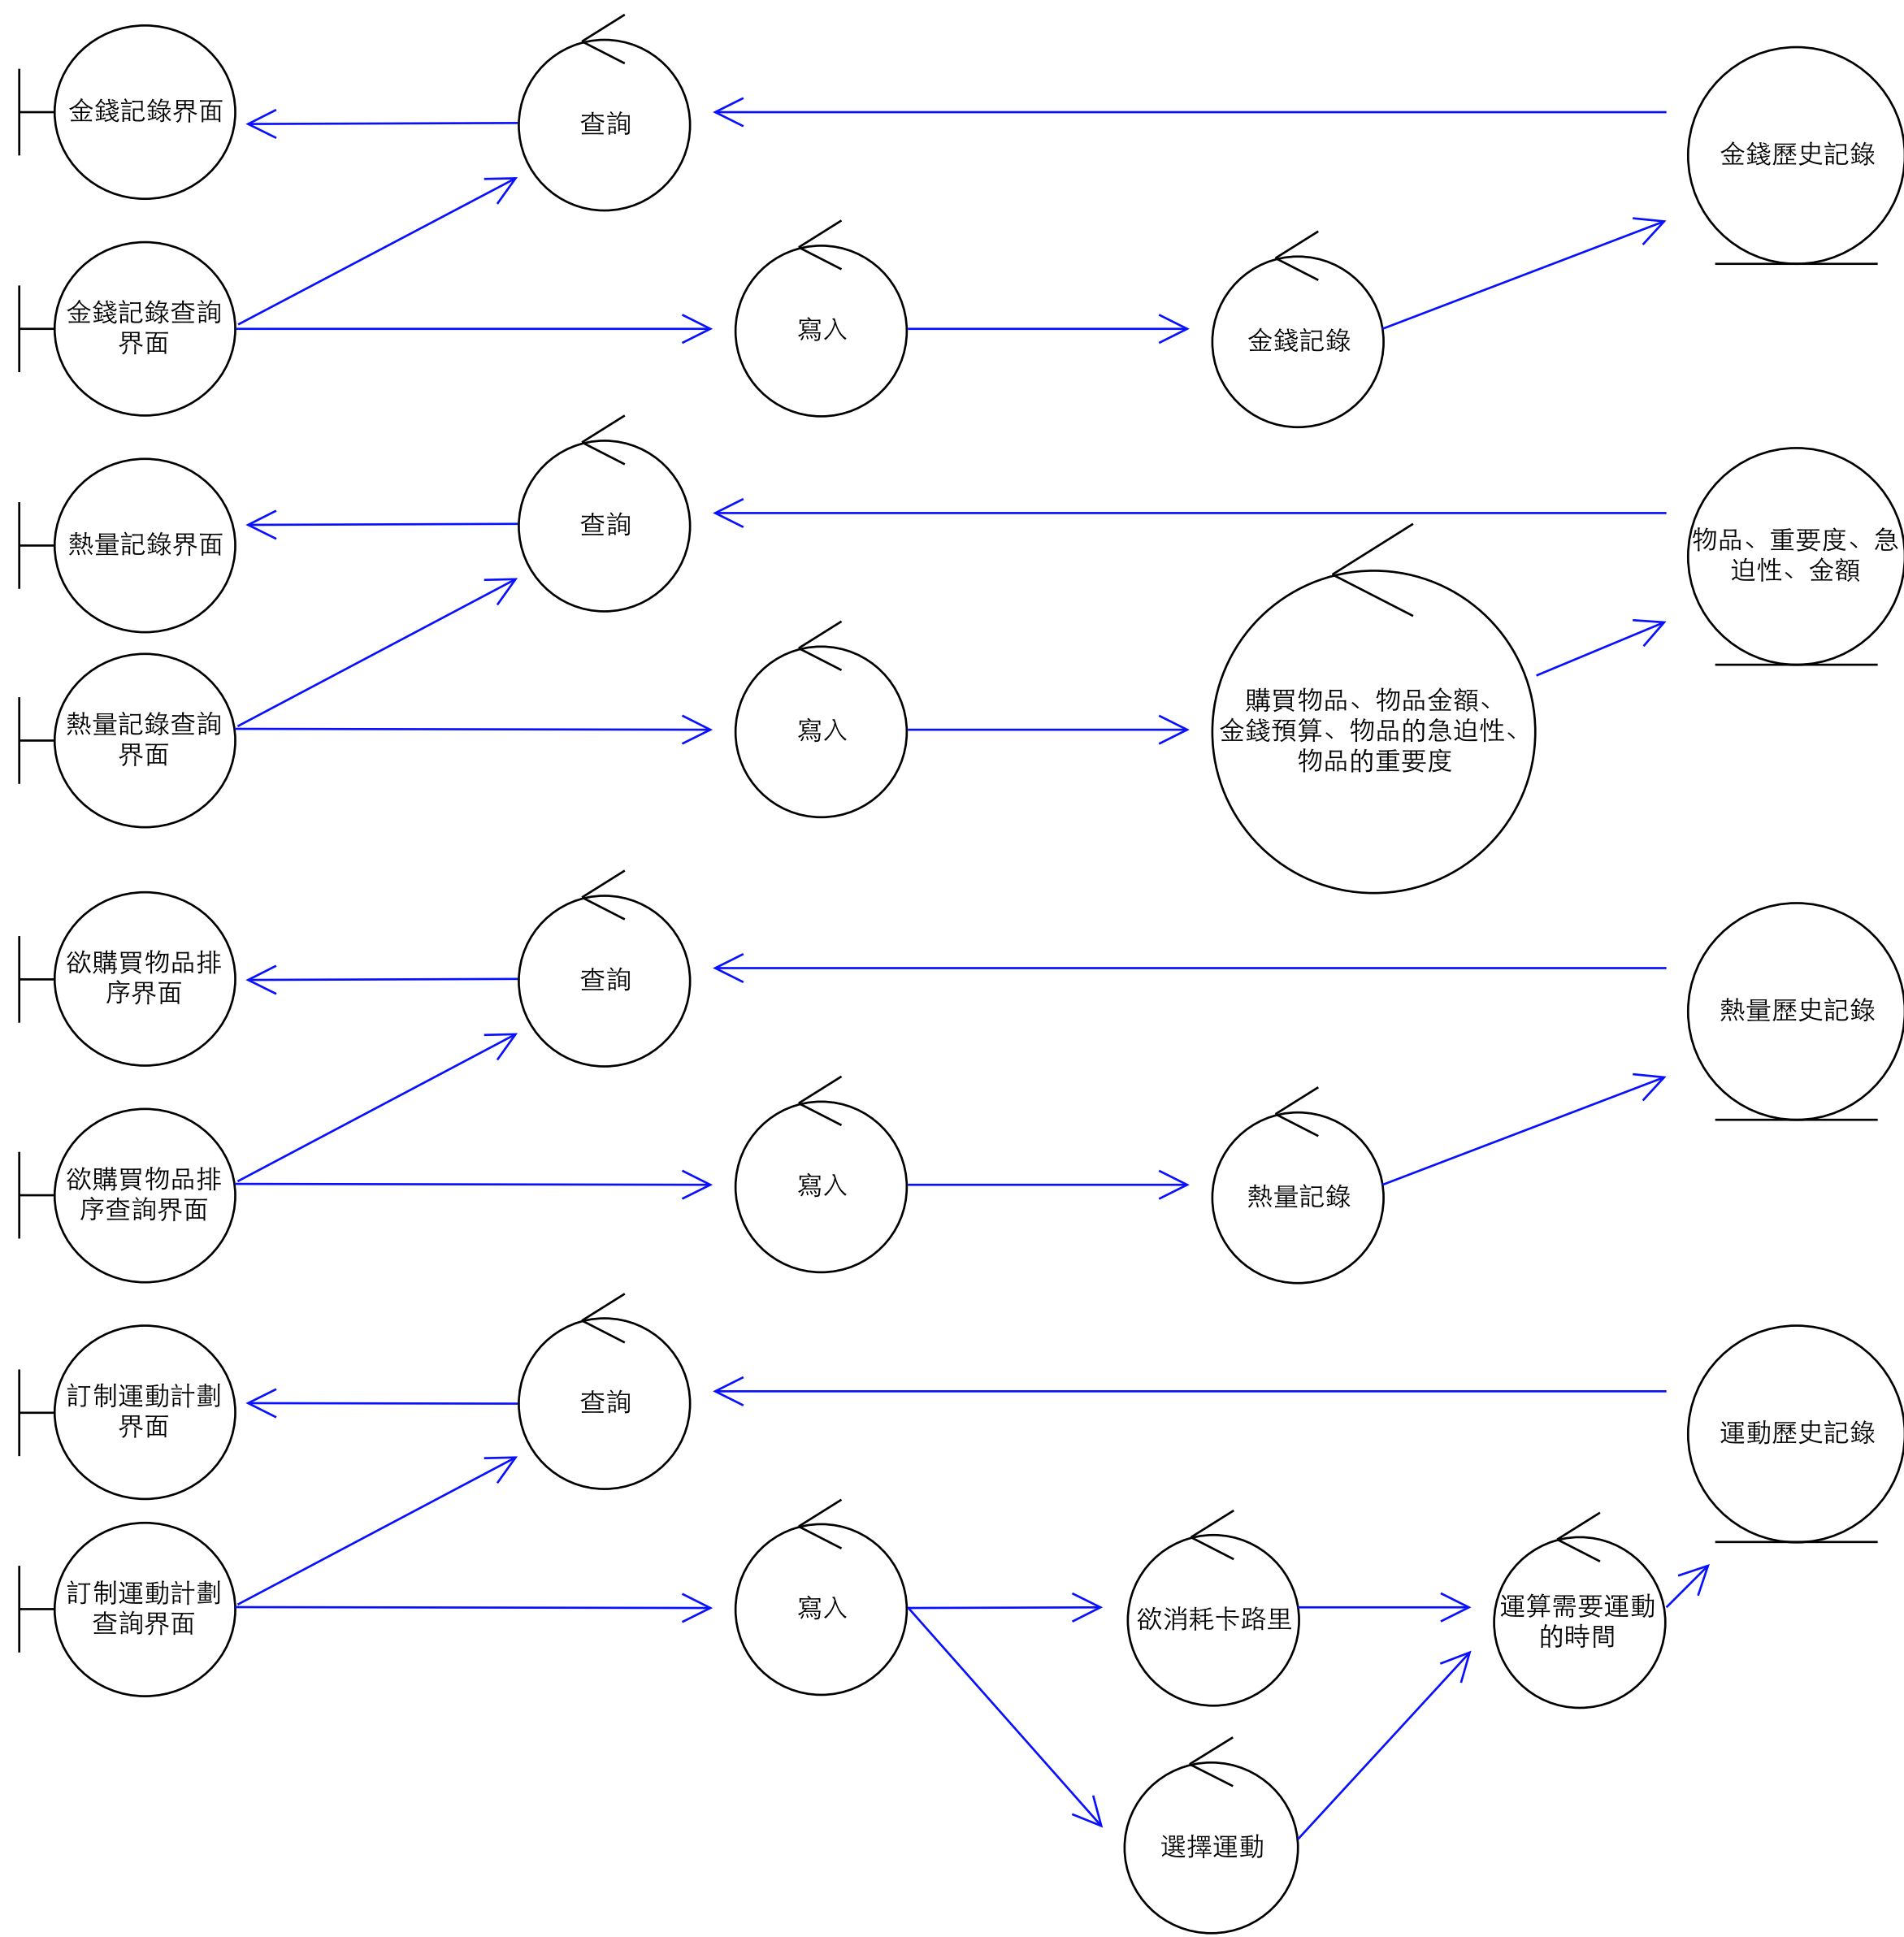 金錢記錄界面
查詢
金錢歷史記錄
金錢記錄查詢
界面
寫入
金錢記錄
熱量記錄界面
查詢
物品、重要度、急
迫性、金額
熱量記錄查詢
界面
寫入
購買物品、物品金額、
金錢預算、物品的急迫性、
物品的重要度
欲購買物品排
序界面
查詢
熱量歷史記錄
欲購買物品排
序查詢界面
寫入
熱量記錄
訂制運動計劃
界面
查詢
運動歷史記錄
訂制運動計劃
查詢界面
寫入
欲消耗卡路里
運算需要運動
的時間
選擇運動